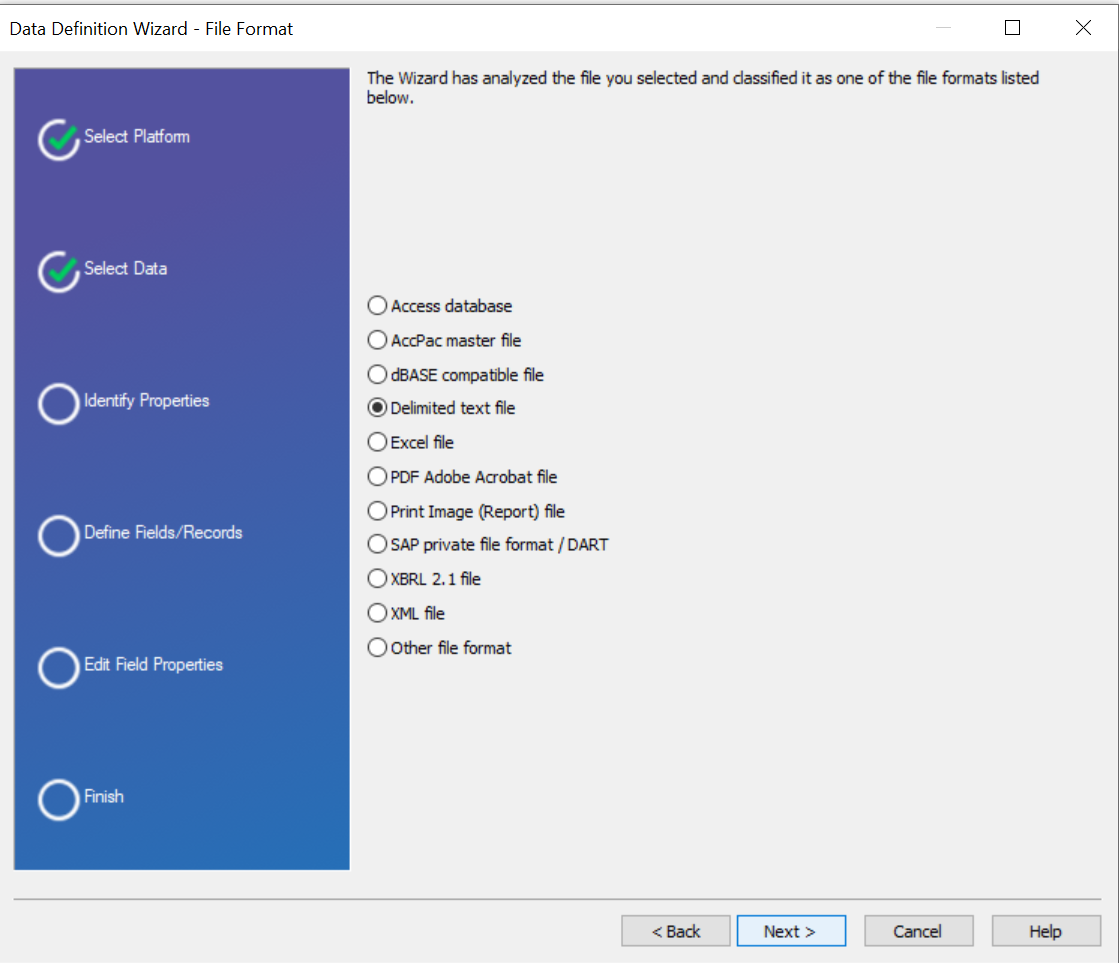 Data Definition Wizard - File Format
Select Platform
Select Data
Identify Properties
Define Fields/Records
Edit Field Properties
Finish
The Wizard has analyzed the file you selected and classified it as one of the file formats listed
below.
Access database
AccPac master file
dBASE compatible file
Delimited text file
Excel file
PDF Adobe Acrobat file
Print Image (Report) file
SAP private file format / DART
XBRL 2.1 file
XML file
Other file format
< Back
Next >
Cancel
Help